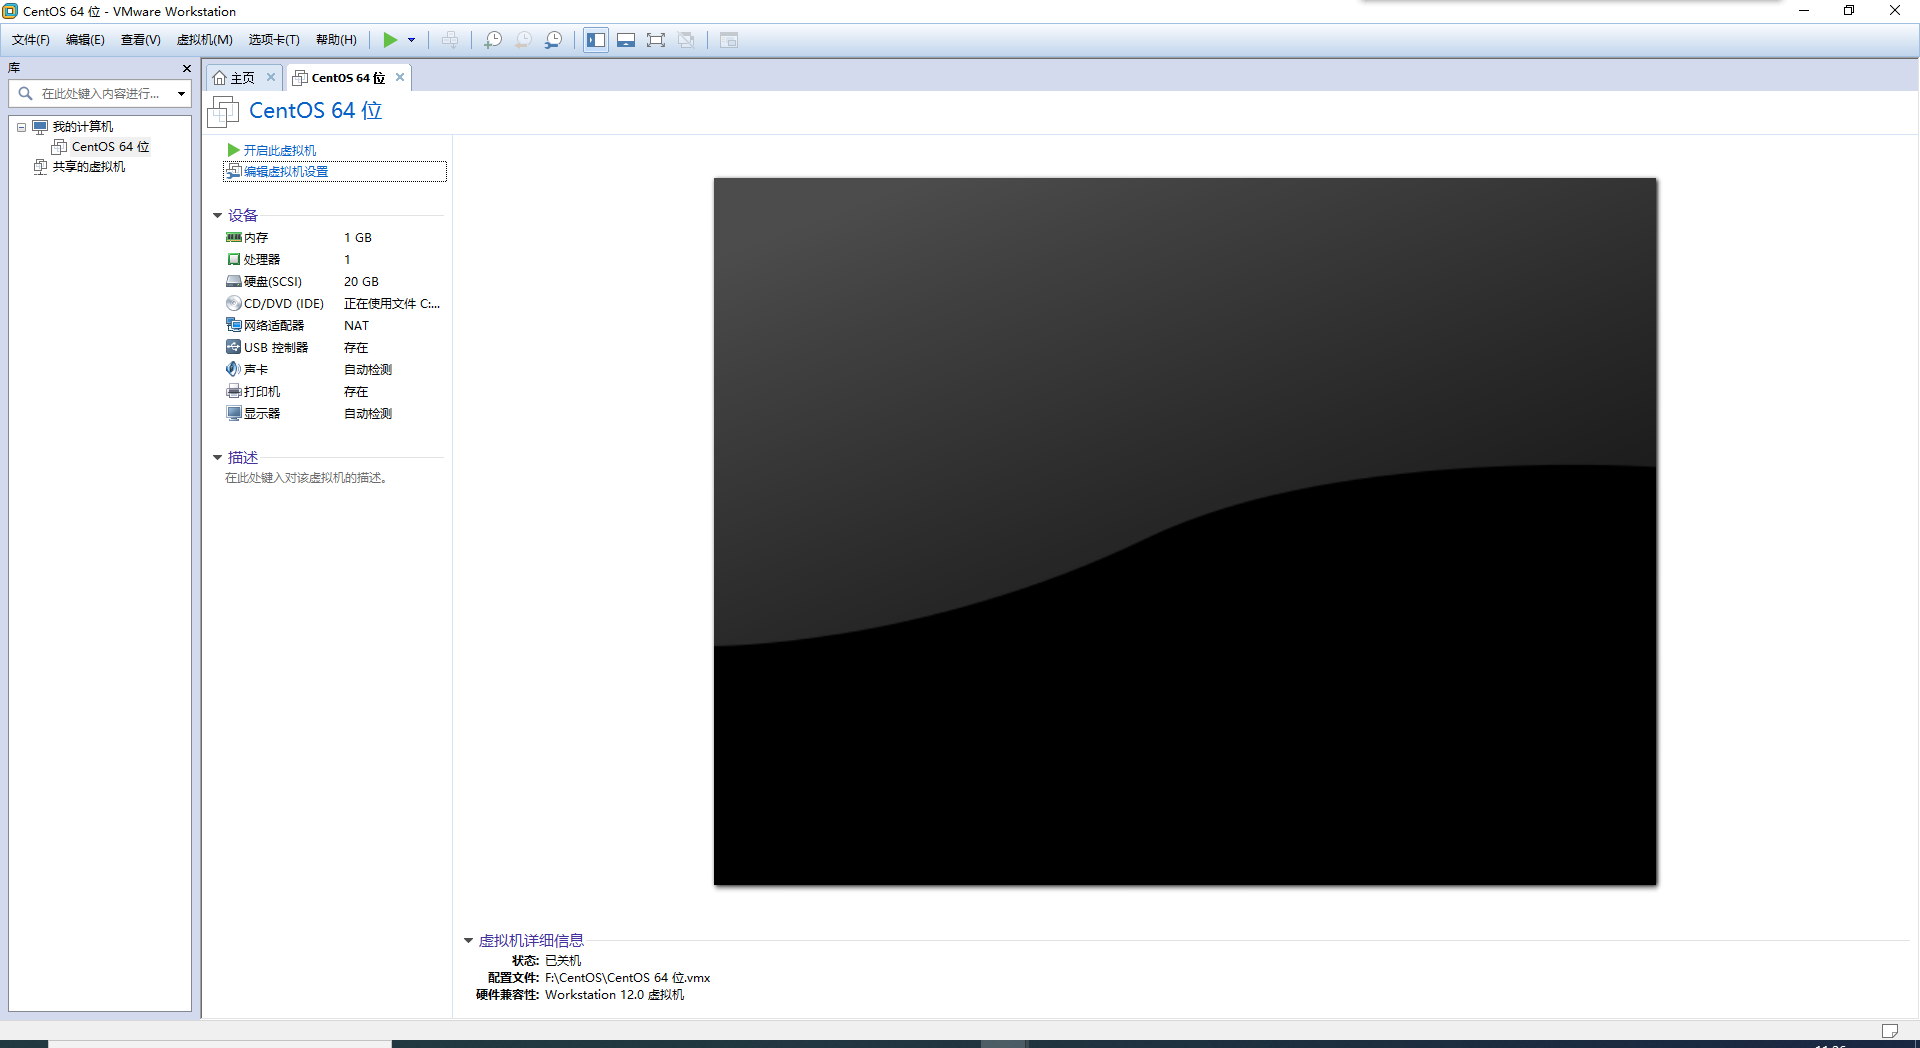 CentOS 64 位 - VMware Workstation
文件(F) 编辑(E) 查看(V) 虚拟机(M) 选项卡(T) 帮助(H)
库
在此处键入内容进行...
我的计算机
CentOS 64 位
共享的虚拟机
主页 CentOS 64 位
CentOS 64 位
开启此虚拟机
编辑虚拟机设置
设备
内存 1 GB
处理器 1
硬盘(SCSI) 20 GB
CD/DVD (IDE) 正在使用文件 C:...
网络适配器 NAT
USB 控制器 存在
声卡 自动检测
打印机 存在
显示器 自动检测
描述
在此处键入对该虚拟机的描述。
虚拟机详细信息
状态: 已关机
配置文件: F:\CentOS\CentOS 64 位.vmx
硬件兼容性: Workstation 12.0 虚拟机